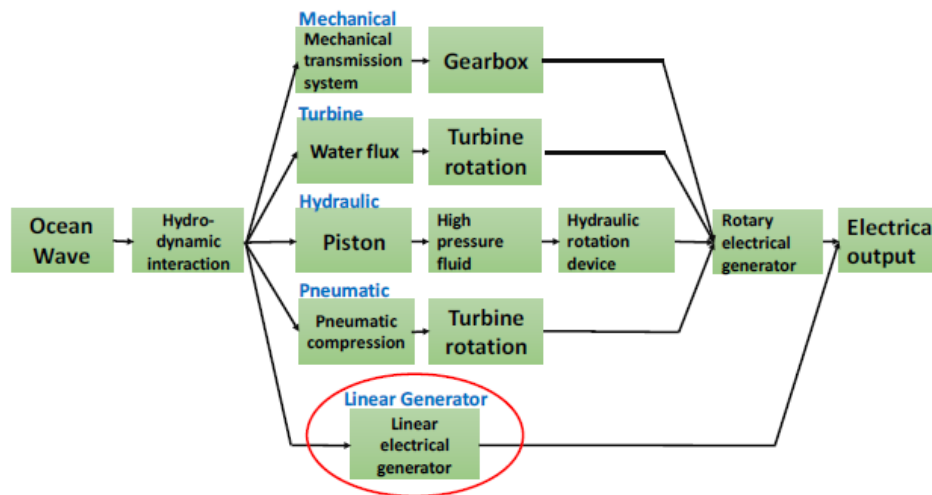 Mechanical
Mechanical
transmission
system
Gearbox
Turbine
Water flux
Turbine
rotation
Hydraulic
Ocean
Wave
Hydro-
dynamic
interaction
Piston
High
pressure
fluid
Hydraulic
rotation
device
Rotary
electrical
generator
Electrical
output
Pneumatic
Pneumatic
compression
Turbine
rotation
Linear Generator
Linear
electrical
generator